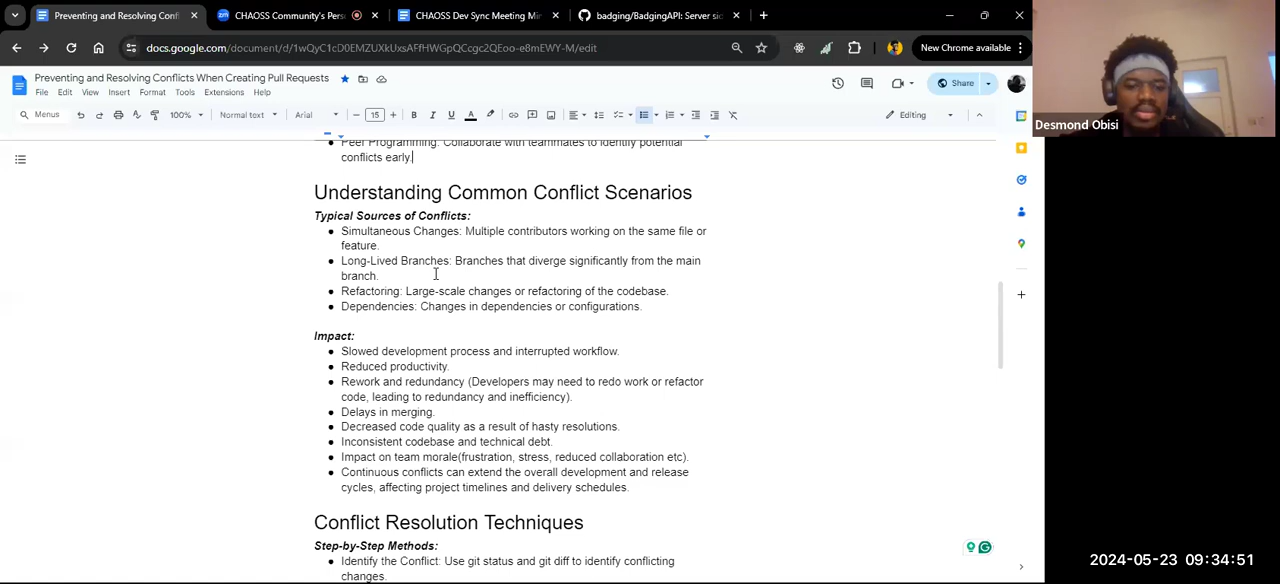 Preventing and Resolving Confl
CHAOSS Community's Pers
CHAOSS Dev Sync Meeting Mi
badging/BadgingAPI: Server si
docs.google.com/document/d/1wQyC1cD0EMZUXkUxsAFfHWGpQCcgc2QEoo-e8mEWY-M/edit
New Chrome available
Preventing and Resolving Conflicts When Creating Pull Requests
File Edit View Insert Format Tools Extensions Help
Share
Menus 100% Normal text Arial 15 B I U A Editing
Desmond Obisi
Peer Programming: Collaborate with teammates to identify potential
conflicts early.
Understanding Common Conflict Scenarios
Typical Sources of Conflicts:
Simultaneous Changes: Multiple contributors working on the same file or
feature.
Long-Lived Branches: Branches that diverge significantly from the main
branch.
Refactoring: Large-scale changes or refactoring of the codebase.
Dependencies: Changes in dependencies or configurations.
Impact:
Slowed development process and interrupted workflow.
Reduced productivity.
Rework and redundancy (Developers may need to redo work or refactor
code, leading to redundancy and inefficiency).
Delays in merging.
Decreased code quality as a result of hasty resolutions.
Inconsistent codebase and technical debt.
Impact on team morale(frustration, stress, reduced collaboration etc).
Continuous conflicts can extend the overall development and release
cycles, affecting project timelines and delivery schedules.
Conflict Resolution Techniques
Step-by-Step Methods:
Identify the Conflict: Use git status and git diff to identify conflicting
changes.
2024-05-23 09:34:51